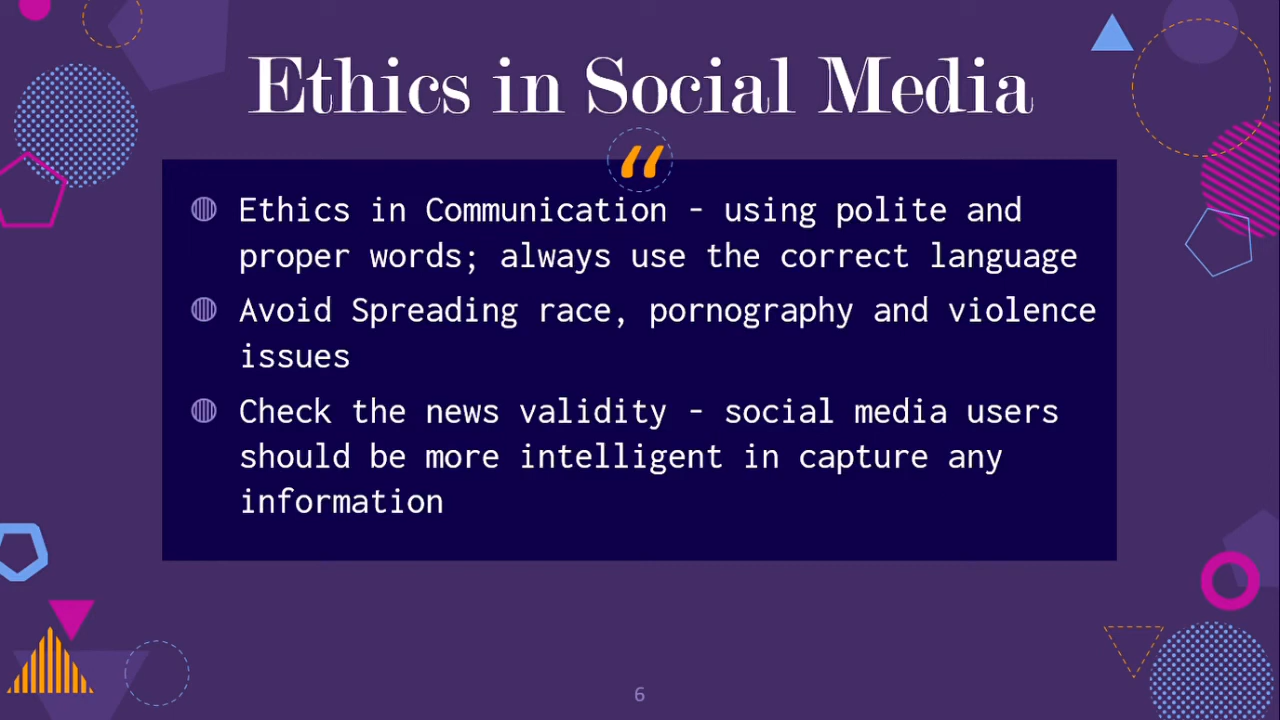 Ethics in Social Media
“
Ethics in Communication - using polite and
proper words; always use the correct language
Avoid Spreading race, pornography and violence
issues
Check the news validity - social media users
should be more intelligent in capture any
information
6